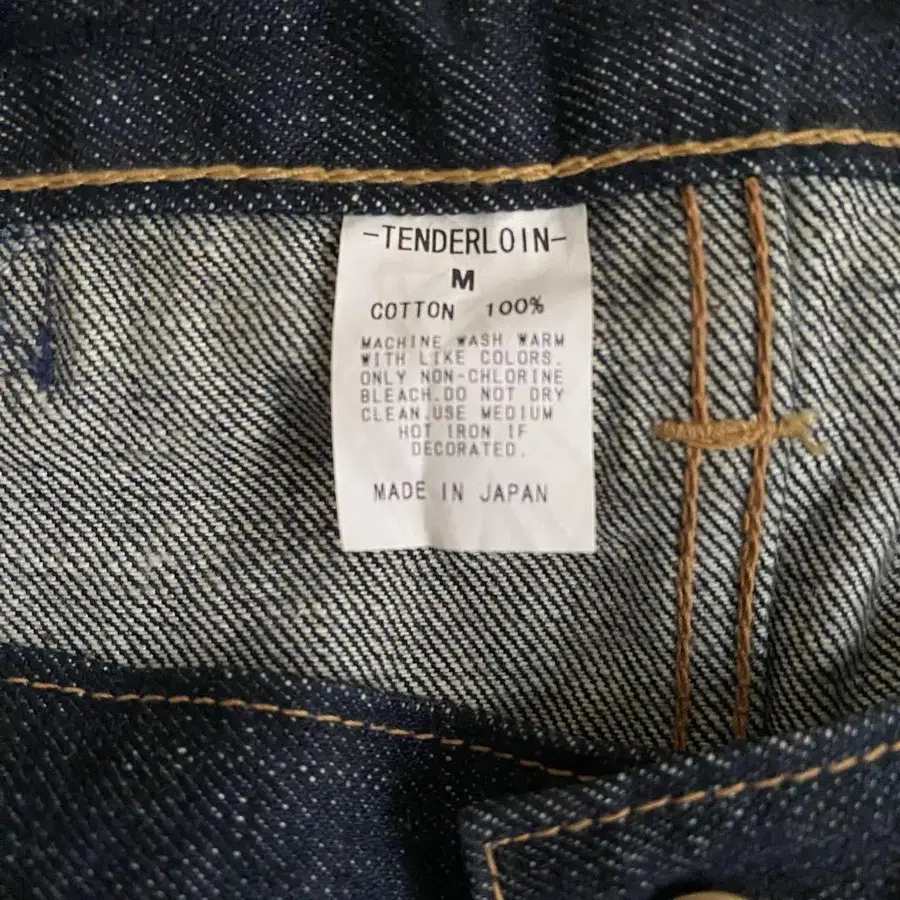 -TENDERLOIN-
M
COTTON 100%
MACHINE WASH WARM
WITH LIKE COLORS.
ONLY NON-CHLORINE
BLEACH.DO NOT DRY
CLEAN.USE MEDIUM
HOT IRON IF
DECORATED.
MADE IN JAPAN